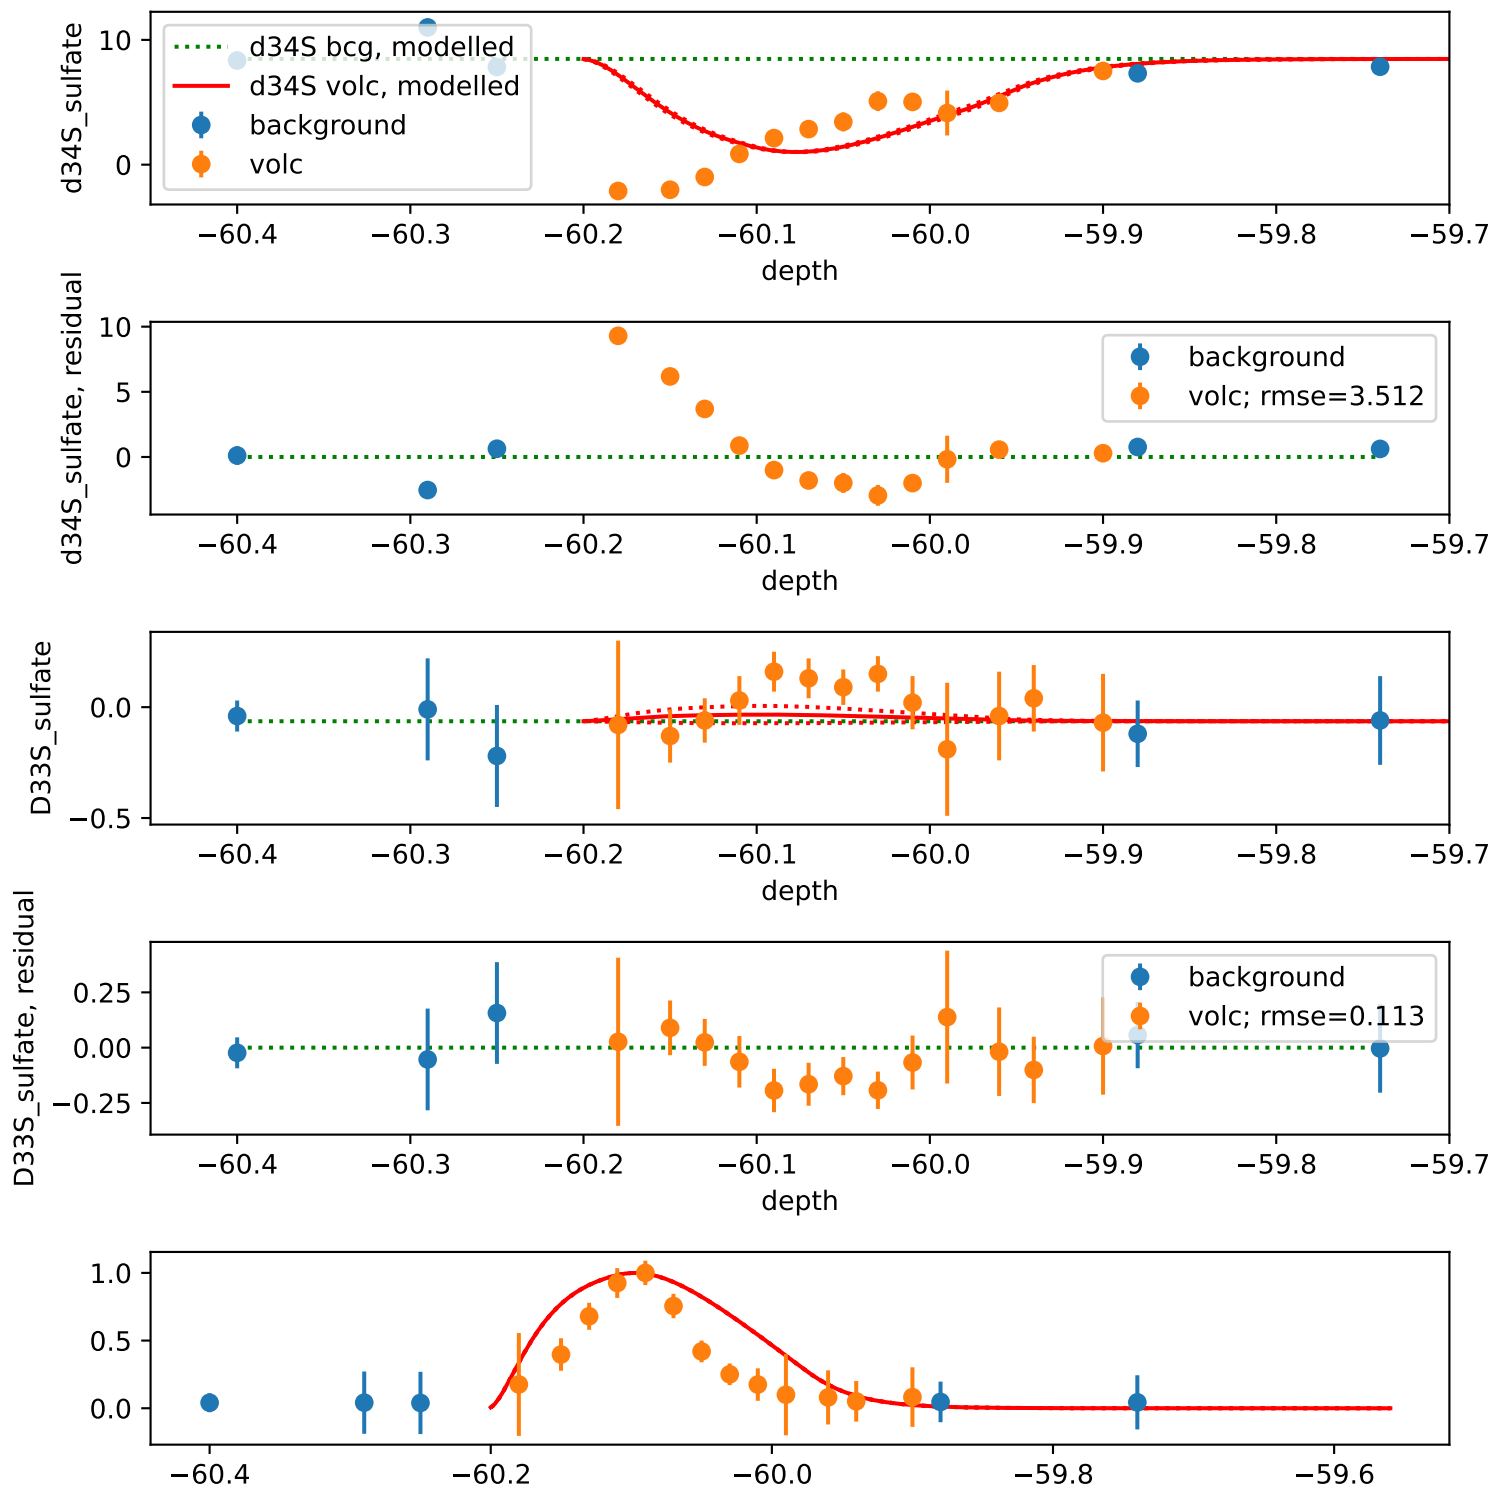 d34S_sulfate
10
0
d34S bcg, modelled
d34S volc, modelled
background
volc
−60.4 −60.3 −60.2 −60.1 −60.0 −59.9 −59.8 −59.7
depth
d34S_sulfate, residual
10
5
0
background
volc; rmse=3.512
−60.4 −60.3 −60.2 −60.1 −60.0 −59.9 −59.8 −59.7
depth
D33S_sulfate
0.0
−0.5
−60.4 −60.3 −60.2 −60.1 −60.0 −59.9 −59.8 −59.7
depth
D33S_sulfate, residual
0.25
0.00
−0.25
background
volc; rmse=0.113
−60.4 −60.3 −60.2 −60.1 −60.0 −59.9 −59.8 −59.7
depth
1.0
0.5
0.0
−60.4 −60.2 −60.0 −59.8 −59.6